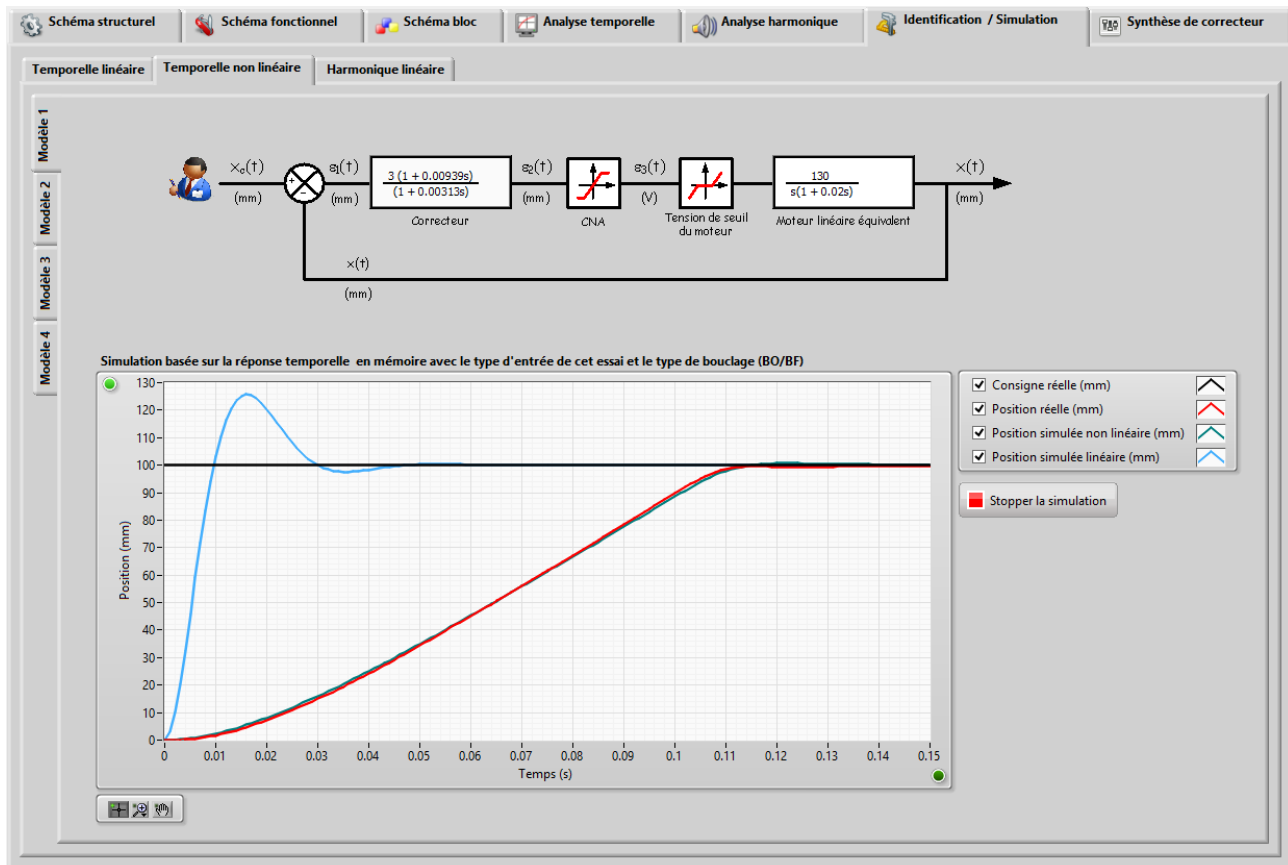 Schéma structurel
Schéma fonctionnel
Schéma bloc
Analyse temporelle
Analyse harmonique
Identification / Simulation
Synthèse de correcteur
Temporelle linéaire
Temporelle non linéaire
Harmonique linéaire
Modèle 1
Modèle 2
Modèle 3
Modèle 4
xc(t)
(mm)
+
-
ε1(t)
(mm)
3 (1 + 0.00939s)
(1 + 0.00313s)
Correcteur
ε2(t)
(mm)
CNA
ε3(t)
(V)
Tension de seuil
du moteur
130
s(1 + 0.02s)
Moteur linéaire équivalent
x(t)
(mm)
x(t)
(mm)
Simulation basée sur la réponse temporelle en mémoire avec le type d'entrée de cet essai et le type de bouclage (BO/BF)
130
120
110
100
90
80
70
60
50
40
30
20
10
0
Position (mm)
0 0.01 0.02 0.03 0.04 0.05 0.06 0.07 0.08 0.09 0.1 0.11 0.12 0.13 0.14 0.15
Temps (s)
Consigne réelle (mm)
Position réelle (mm)
Position simulée non linéaire (mm)
Position simulée linéaire (mm)
Stopper la simulation